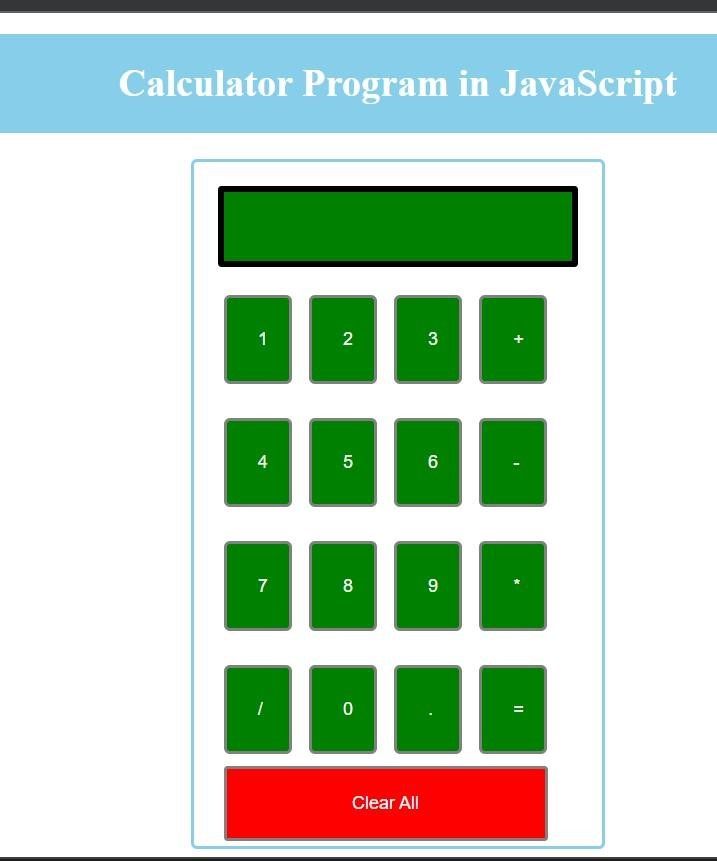 Calculator Program in JavaScript
1 2 3 +
4 5 6 -
7 8 9 *
/ 0 . =
Clear All